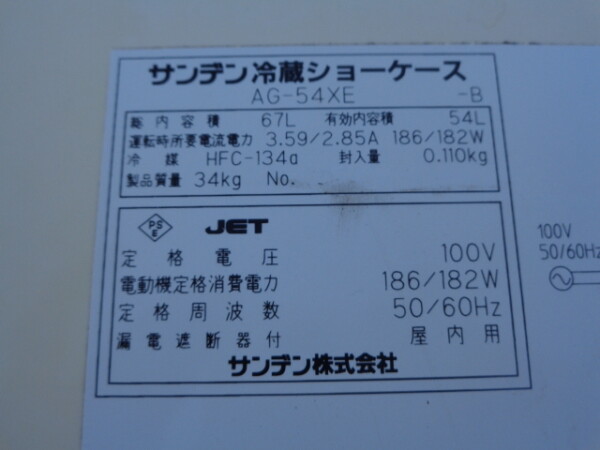 サンデン冷蔵ショーケース
AG-54XE -B
総内容積 67L 有効内容積 54L
運転時所要電流電力 3.59/2.85A 186/182W
冷媒 HFC-134a 封入量 0.110kg
製品質量 34kg No.
PS
E
JET
定格電圧 100V
電動機定格消費電力 186/182W
定格周波数 50/60Hz
漏電遮断器付 屋内用
サンデン株式会社
100V
50/60Hz